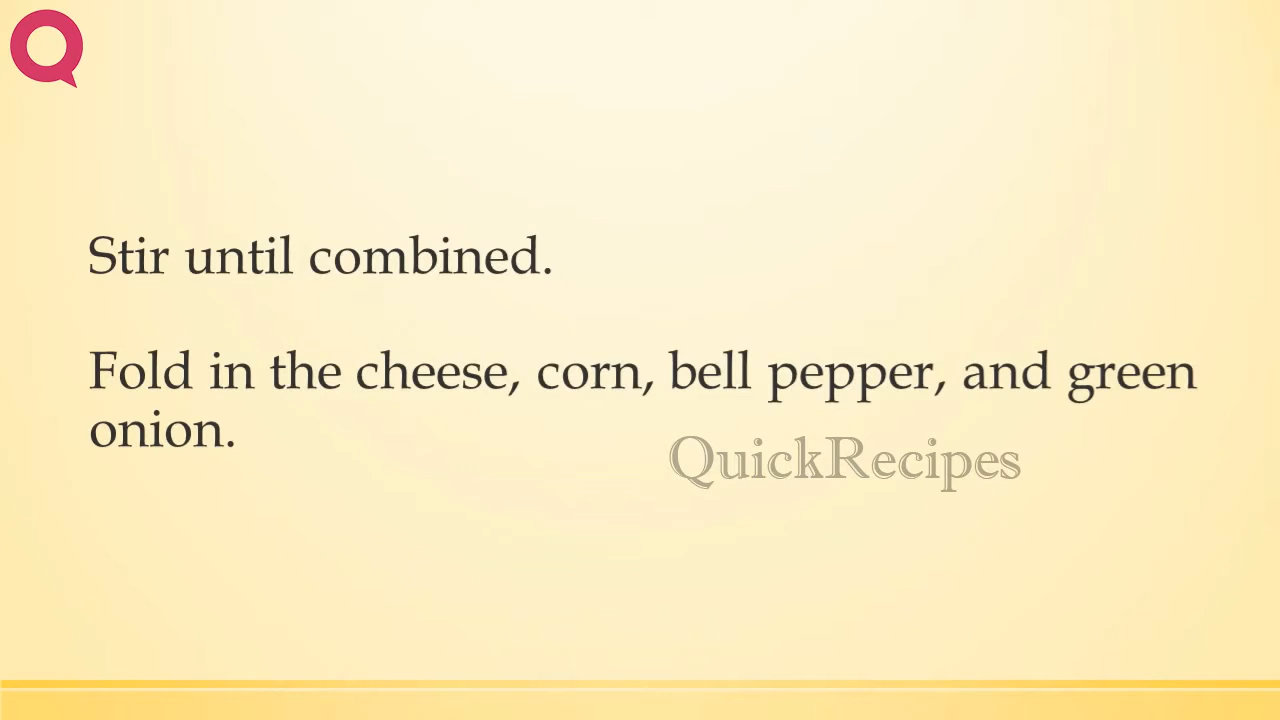 Stir until combined.
Fold in the cheese, corn, bell pepper, and green
onion.
QuickRecipes